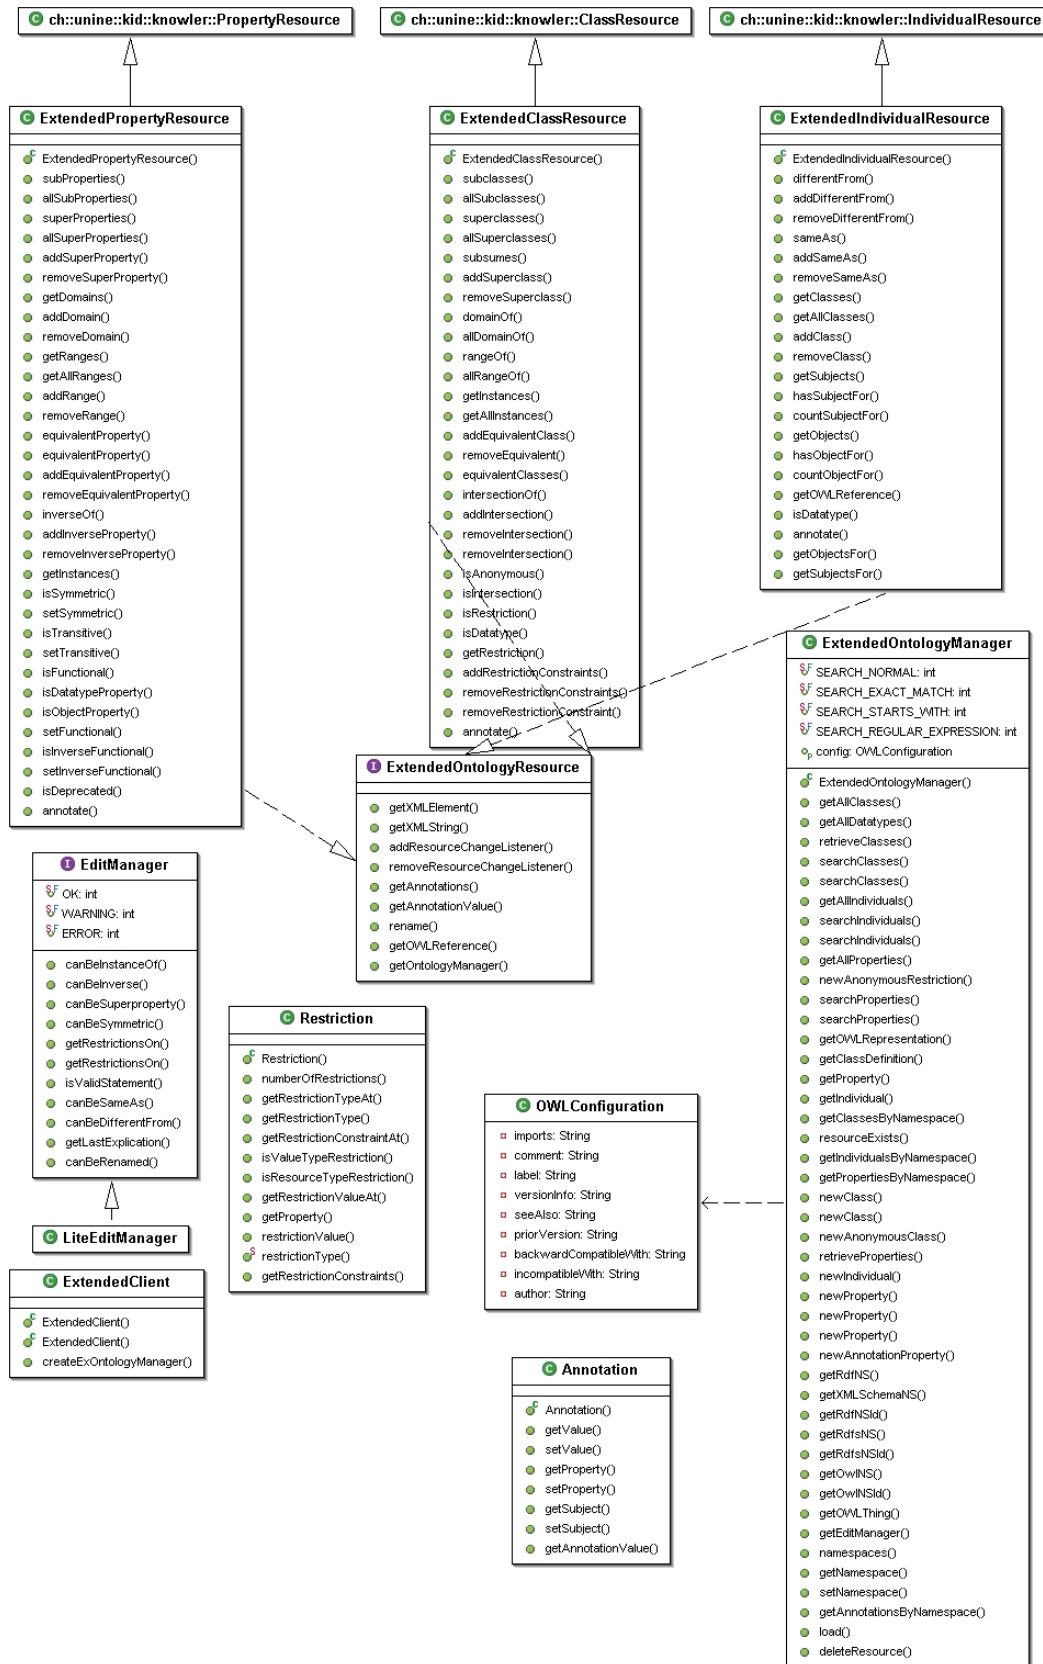 ch::unine::kid::knowler::PropertyResource
ch::unine::kid::knowler::ClassResource
ch::unine::kid::knowler::IndividualResource
ExtendedPropertyResource
ExtendedPropertyResource()
subProperties()
allSubProperties()
superProperties()
allSuperProperties()
addSuperProperty()
removeSuperProperty()
getDomains()
addDomain()
removeDomain()
getRanges()
getAllRanges()
addRange()
removeRange()
equivalentProperty()
equivalentProperty()
addEquivalentProperty()
removeEquivalentProperty()
inverseOf()
addInverseProperty()
removeInverseProperty()
getInstances()
isSymmetric()
setSymmetric()
isTransitive()
setTransitive()
isFunctional()
isDatatypeProperty()
isObjectProperty()
setFunctional()
isInverseFunctional()
setInverseFunctional()
isDeprecated()
annotate()
ExtendedClassResource
ExtendedClassResource()
subclasses()
allSubclasses()
superclasses()
allSuperclasses()
subsumes()
addSuperclass()
removeSuperclass()
domainOf()
allDomainOf()
rangeOf()
allRangeOf()
getInstances()
getAllInstances()
addEquivalentClass()
removeEquivalent()
equivalentClasses()
intersectionOf()
addIntersection()
removeIntersection()
removeIntersection()
isAnonymous()
isIntersection()
isRestriction()
isDatatype()
getRestriction()
addRestrictionConstraints()
removeRestrictionConstraints()
removeRestrictionConstraint()
annotate()
ExtendedIndividualResource
ExtendedIndividualResource()
differentFrom()
addDifferentFrom()
removeDifferentFrom()
sameAs()
addSameAs()
removeSameAs()
getClasses()
getAllClasses()
addClass()
removeClass()
getSubjects()
hasSubjectFor()
countSubjectFor()
getObjects()
hasObjectFor()
countObjectFor()
getOWLReference()
isDatatype()
annotate()
getObjectsFor()
getSubjectsFor()
ExtendedOntologyResource
getXMLElement()
getXMLString()
addResourceChangeListener()
removeResourceChangeListener()
getAnnotations()
getAnnotationValue()
rename()
getOWLReference()
getOntologyManager()
ExtendedOntologyManager
SEARCH_NORMAL: int
SEARCH_EXACT_MATCH: int
SEARCH_STARTS_WITH: int
SEARCH_REGULAR_EXPRESSION: int
config: OWLConfiguration
ExtendedOntologyManager()
getAllClasses()
getAllDatatypes()
retrieveClasses()
searchClasses()
searchClasses()
getAllIndividuals()
searchIndividuals()
searchIndividuals()
getAllProperties()
newAnonymousRestriction()
searchProperties()
searchProperties()
getOWLRepresentation()
getClassDefinition()
getProperty()
getIndividual()
getClassesByNamespace()
resourceExists()
getIndividualsByNamespace()
getPropertiesByNamespace()
newClass()
newClass()
newAnonymousClass()
retrieveProperties()
newIndividual()
newProperty()
newProperty()
newProperty()
newAnnotationProperty()
getRdfNS()
getXMLSchemaNS()
getRdfNSId()
getRdfsNS()
getRdfsNSId()
getOwlNS()
getOwlNSId()
getOWLThing()
getEditManager()
namespaces()
getNamespace()
setNamespace()
getAnnotationsByNamespace()
load()
deleteResource()
EditManager
OK: int
WARNING: int
ERROR: int
canBeInstanceOf()
canBeInverse()
canBeSuperproperty()
canBeSymmetric()
getRestrictionsOn()
getRestrictionsOn()
isValidStatement()
canBeSameAs()
canBeDifferentFrom()
getLastExplication()
canBeRenamed()
LiteEditManager
ExtendedClient
ExtendedClient()
ExtendedClient()
createExOntologyManager()
Restriction
Restriction()
numberOfRestrictions()
getRestrictionTypeAt()
getRestrictionType()
getRestrictionConstraintAt()
isValueTypeRestriction()
isResourceTypeRestriction()
getRestrictionValueAt()
getProperty()
restrictionValue()
restrictionType()
getRestrictionConstraints()
OWLConfiguration
imports: String
comment: String
label: String
versionInfo: String
seeAlso: String
priorVersion: String
backwardCompatibleWith: String
incompatibleWith: String
author: String
Annotation
Annotation()
getValue()
setValue()
getProperty()
setProperty()
getSubject()
setSubject()
getAnnotationValue()